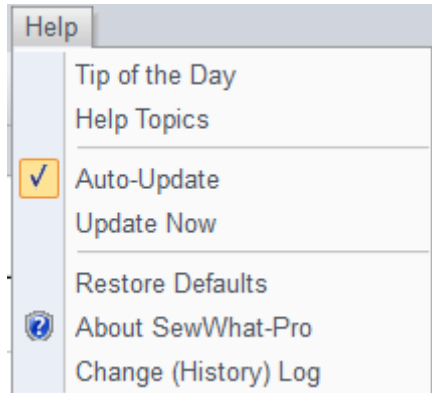 Help
Tip of the Day
Help Topics
Auto-Update
Update Now
Restore Defaults
About SewWhat-Pro
Change (History) Log